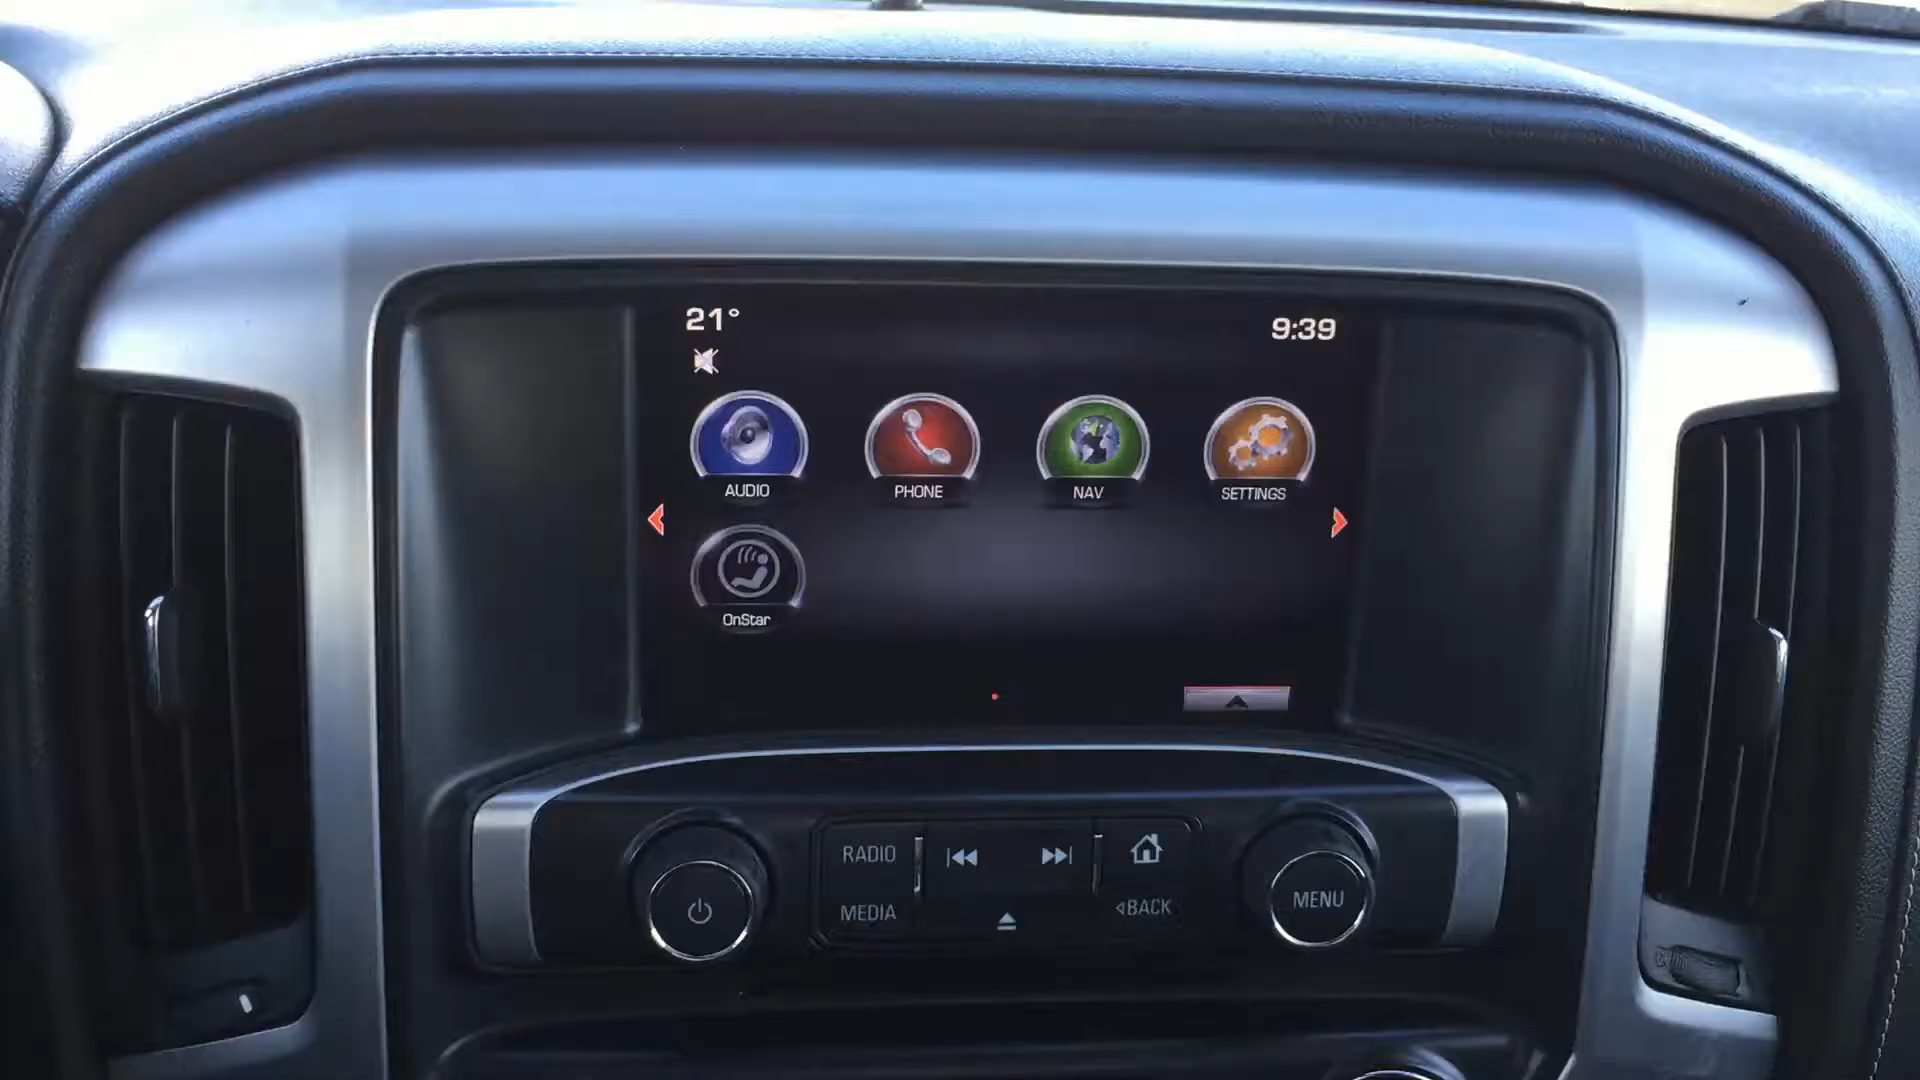 21°
9:39
AUDIO
PHONE
NAV
SETTINGS
OnStar
RADIO
MEDIA
BACK
MENU